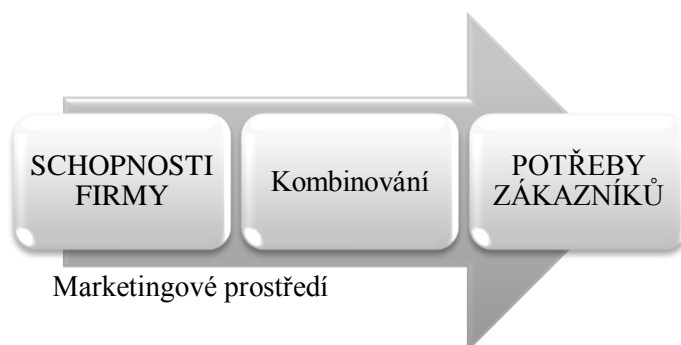 SCHOPNOSTI
FIRMY
Kombinování
POTŘEBY
ZÁKAZNÍKŮ
Marketingové prostředí